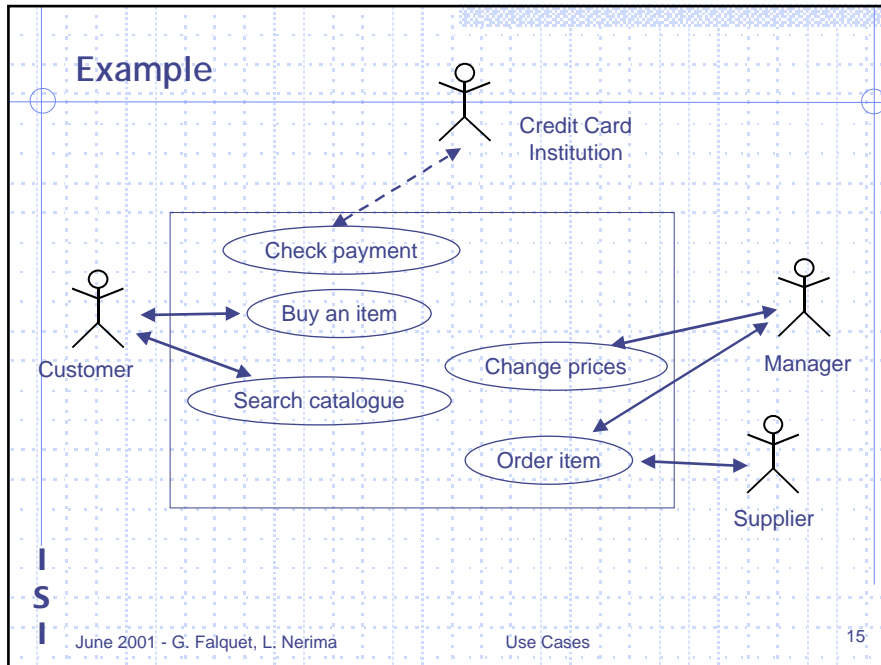 Example
Credit Card
Institution
Check payment
Buy an item
Customer
Change prices
Manager
Search catalogue
Order item
Supplier
I
S
I
June 2001 - G. Falquet, L. Nerima
Use Cases
15